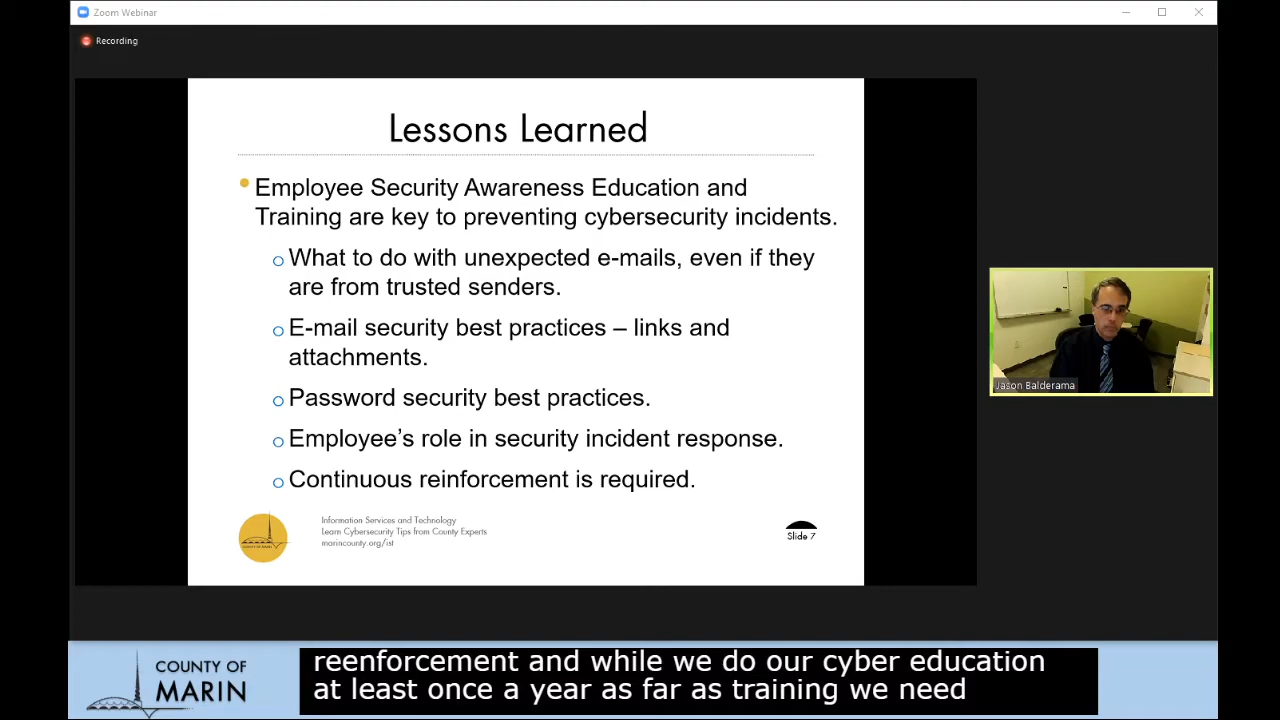 Zoom Webinar
Recording
Lessons Learned
Employee Security Awareness Education and
Training are key to preventing cybersecurity incidents.
What to do with unexpected e-mails, even if they
are from trusted senders.
E-mail security best practices – links and
attachments.
Password security best practices.
Employee's role in security incident response.
Continuous reinforcement is required.
Information Services and Technology
Learn Cybersecurity Tips from County Experts
marincounty.org/ist
COUNTY OF MARIN
Slide 7
Jason Balderama
COUNTY OF
MARIN
reenforcement and while we do our cyber education
at least once a year as far as training we need